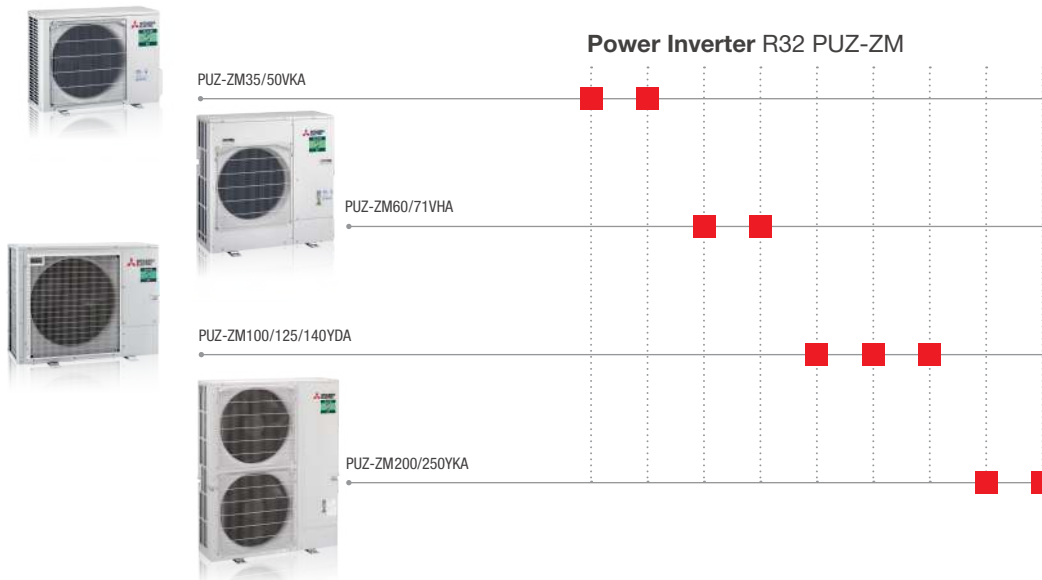 Power Inverter R32 PUZ-ZM
PUZ-ZM35/50VKA
PUZ-ZM60/71VHA
PUZ-ZM100/125/140YDA
PUZ-ZM200/250YKA